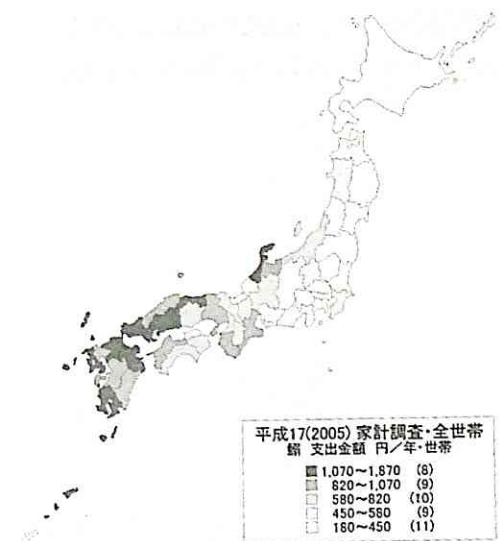 平成17(2005) 家計調査・全世帯
鰯 支出金額 円／年・世帯
1,070～1,870 (8)
820～1,070 (9)
580～820 (10)
450～580 (9)
180～450 (11)